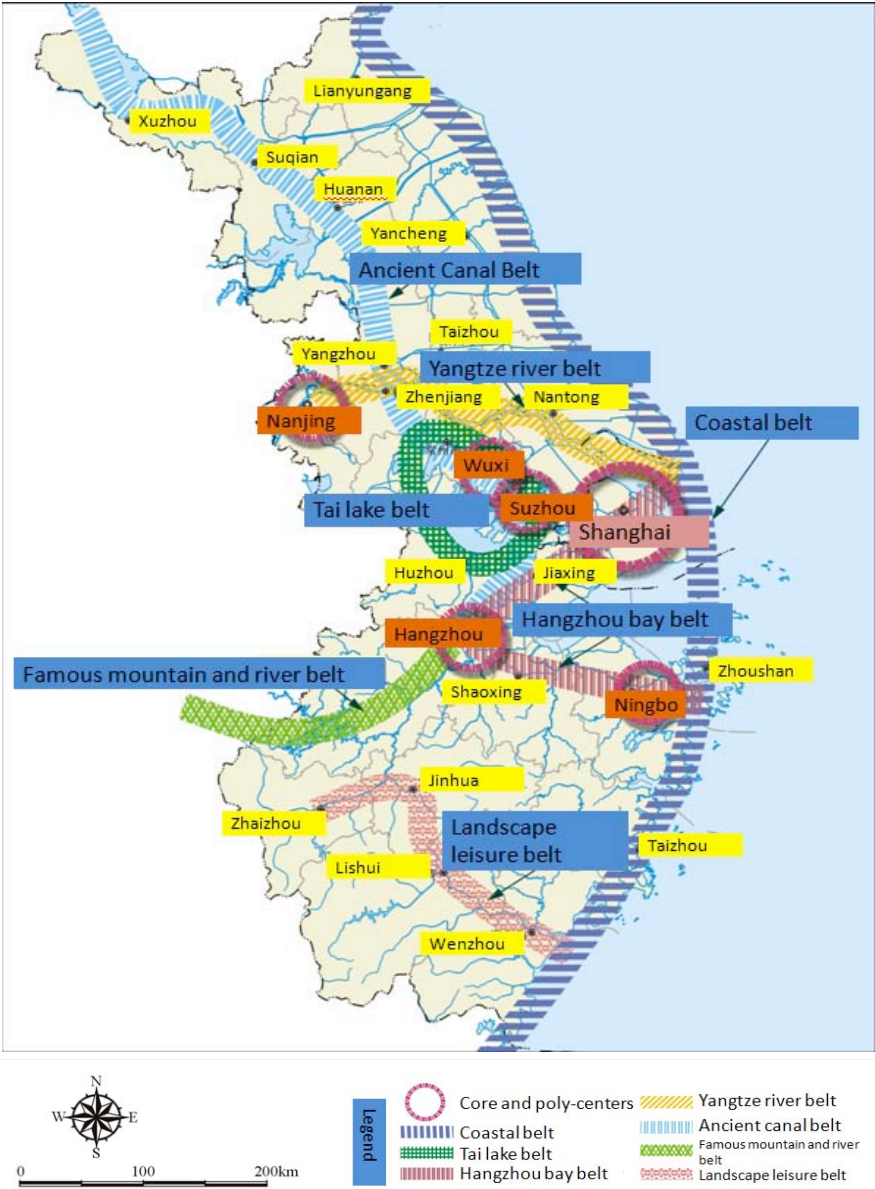 Lianyungang
Xuzhou
Suqian
Huanan
Yancheng
Ancient Canal Belt
Taizhou
Yangzhou
Yangtze river belt
Zhenjiang
Nantong
Nanjing
Coastal belt
Wuxi
Tai lake belt
Suzhou
Shanghai
Huzhou
Jiaxing
Hangzhou bay belt
Hangzhou
Famous mountain and river belt
Zhoushan
Shaoxing
Ningbo
Jinhua
Zhaizhou
Landscape
leisure belt
Taizhou
Lishui
Wenzhou
N
W
E
S
0
100
200km
Legend
Core and poly-centers
Coastal belt
Tai lake belt
Hangzhou bay belt
Yangtze river belt
Ancient canal belt
Famous mountain and river
belt
Landscape leisure belt